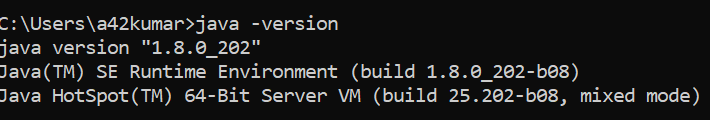 C:\Users\a42kumar>java -version
java version "1.8.0_202"
Java(TM) SE Runtime Environment (build 1.8.0_202-b08)
Java HotSpot(TM) 64-Bit Server VM (build 25.202-b08, mixed mode)